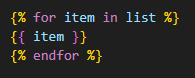 {% for item in list %}
{{ item }}
{% endfor %}